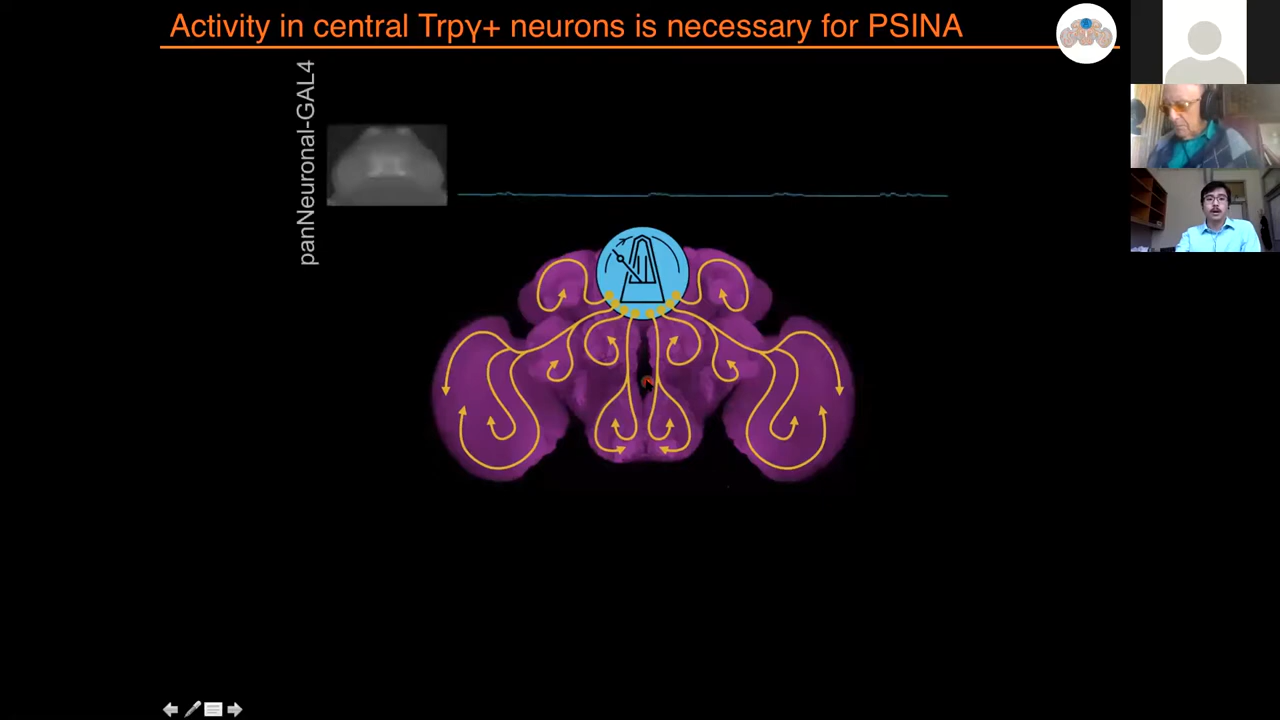 Activity in central Trpγ+ neurons is necessary for PSINA
panNeuronal-GAL4